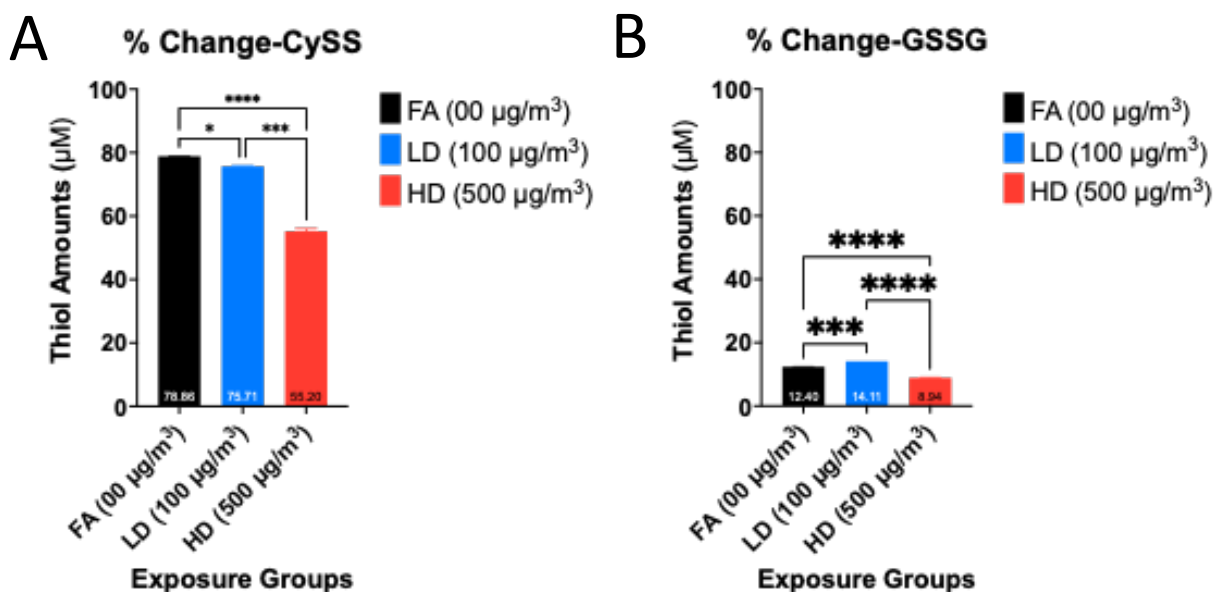 A
% Change-CySS
100
80
60
40
20
0
Thiol Amounts (µM)
****
*
***
78.86
75.71
55.20
FA (00 µg/m³)
LD (100 µg/m³)
HD (500 µg/m³)
Exposure Groups
FA (00 µg/m³)
LD (100 µg/m³)
HD (500 µg/m³)
B
% Change-GSSG
100
80
60
40
20
0
Thiol Amounts (µM)
****
****
***
12.40
14.11
8.94
FA (00 µg/m³)
LD (100 µg/m³)
HD (500 µg/m³)
Exposure Groups
FA (00 µg/m³)
LD (100 µg/m³)
HD (500 µg/m³)